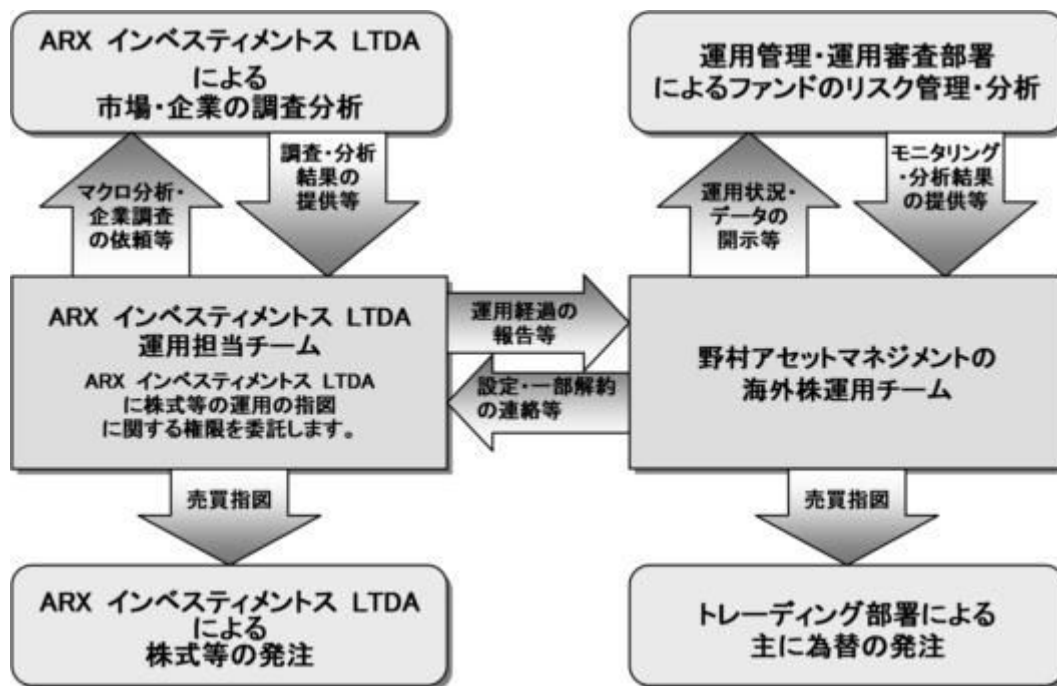 ARX インベスティメントス LTDA
による
市場・企業の調査分析
運用管理・運用審査部署
によるファンドのリスク管理・分析
マクロ分析・
企業調査
の依頼等
調査・分析
結果の
提供等
運用状況・
データの
開示等
モニタリング
・分析結果
の提供等
ARX インベスティメントス LTDA
運用担当チーム
ARX インベスティメントス LTDA
に株式等の運用の指図
に関する権限を委託します。
運用経過の
報告等
設定・一部解約
の連絡等
野村アセットマネジメントの
海外株運用チーム
売買指図
売買指図
ARX インベスティメントス LTDA
による
株式等の発注
トレーディング部署による
主に為替の発注